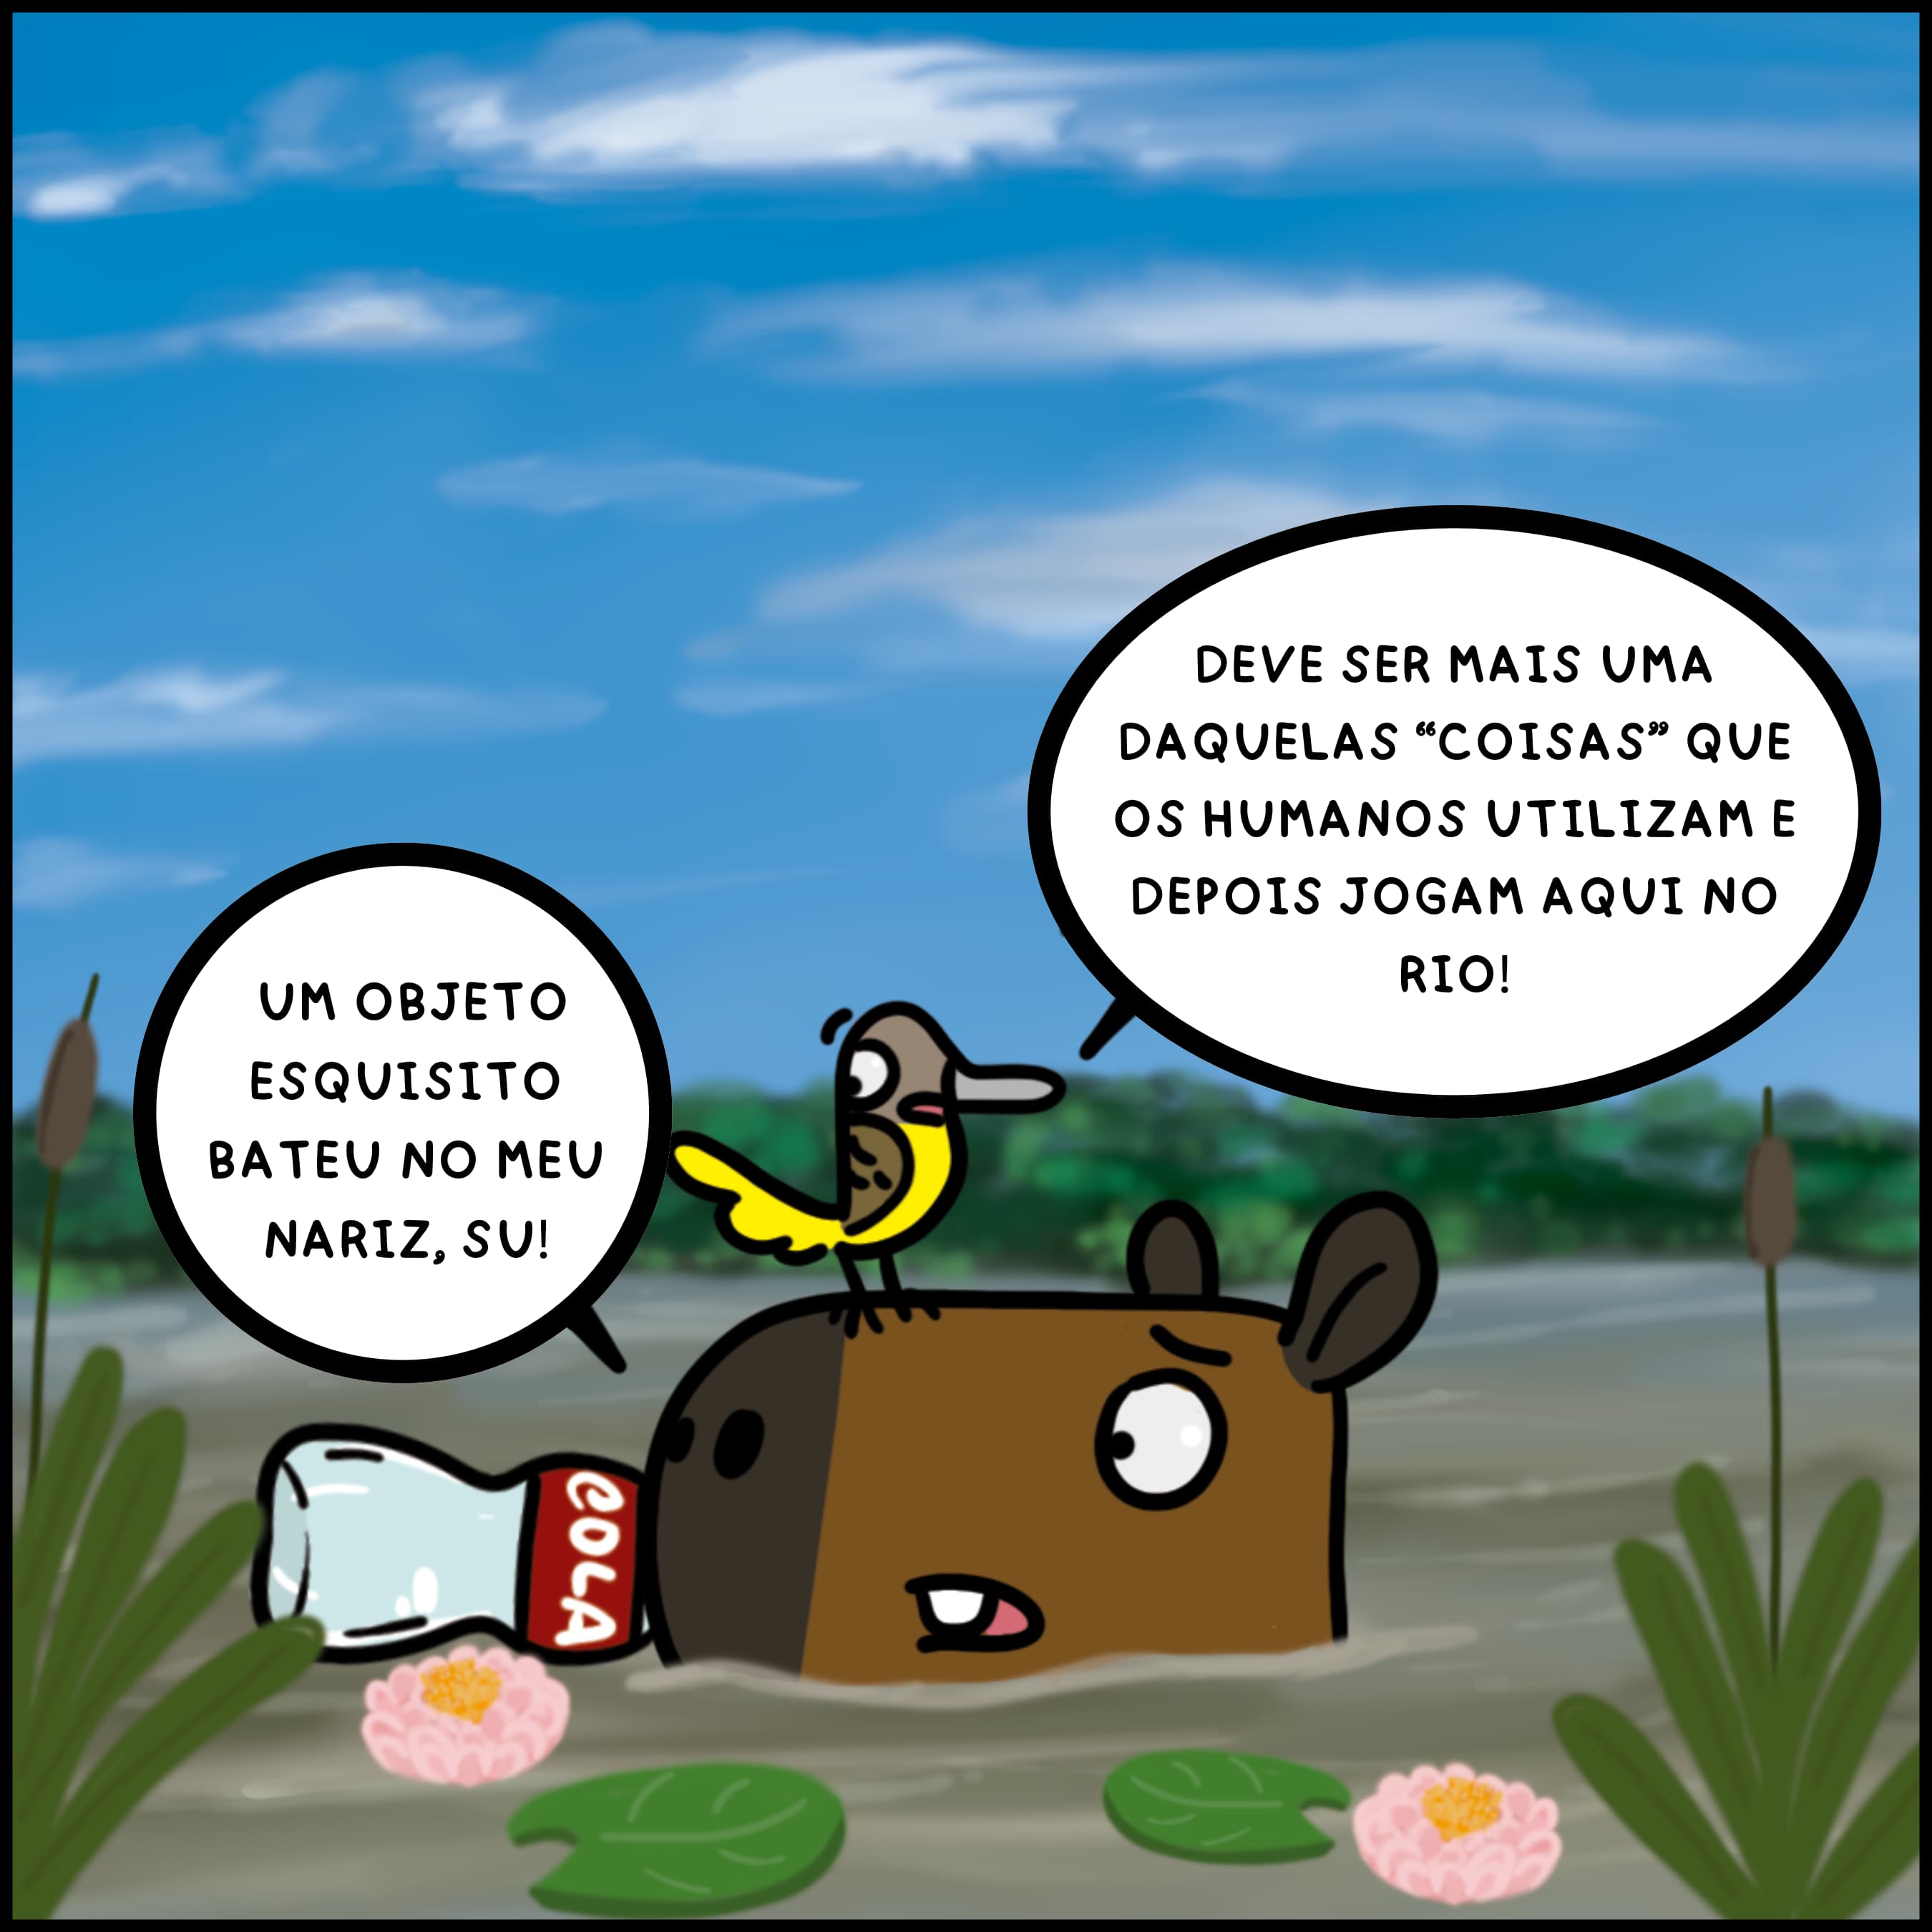 UM OBJETO
ESQUISITO
BATEU NO MEU
NARIZ, SU!
DEVE SER MAIS UMA
DAQUELAS “COISAS” QUE
OS HUMANOS UTILIZAM E
DEPOIS JOGAM AQUI NO
RIO!
COLA